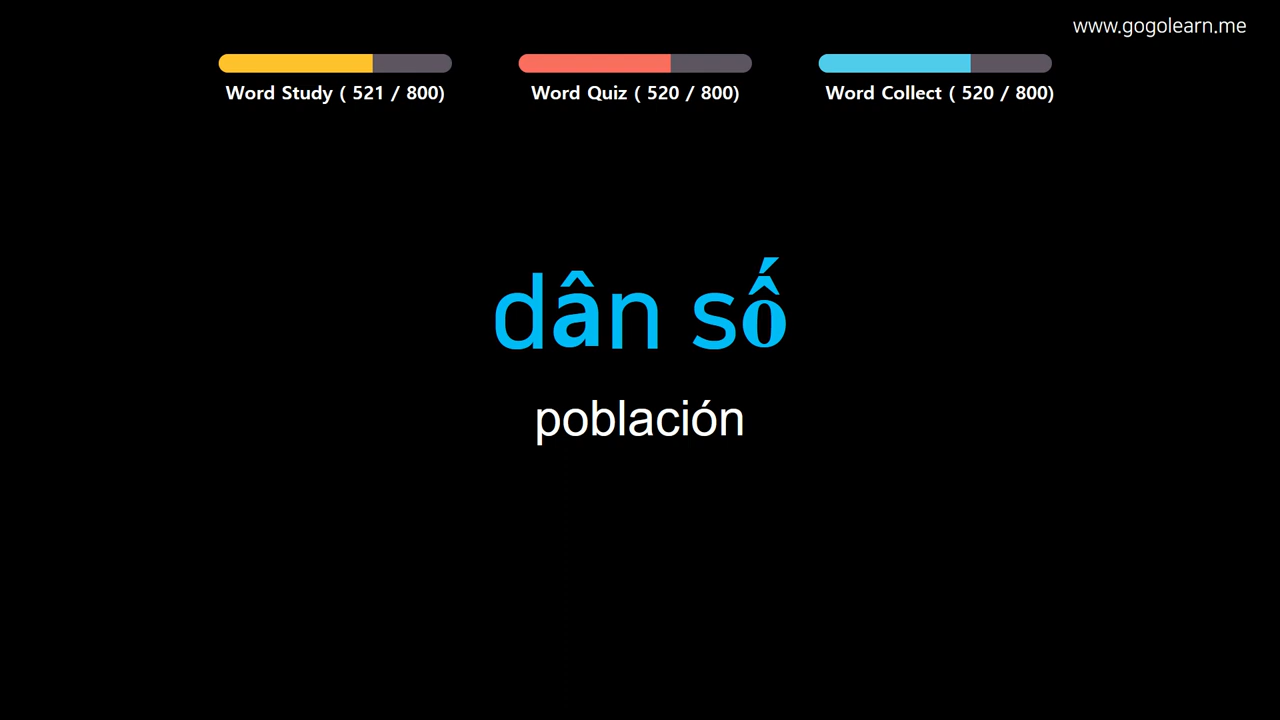 www.gogolearn.me
Word Study ( 521 / 800)
Word Quiz ( 520 / 800)
Word Collect ( 520 / 800)
dân số
población